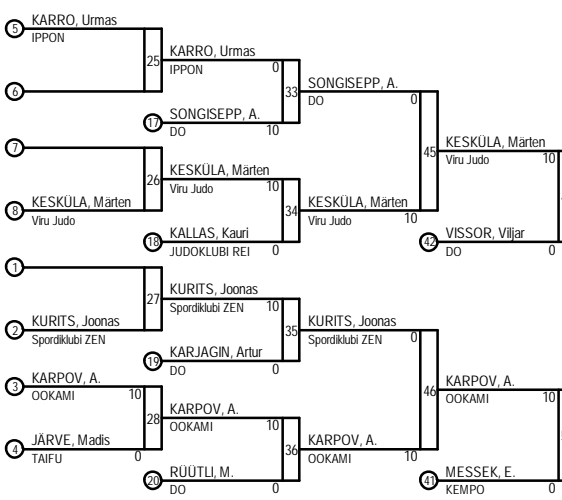 5 KARRO, Urmas
IPPON
6
7
8 KESKÜLA, Märten
Viru Judo
1
2 KURITS, Joonas
Spordiklubi ZEN
3 KARPOV, A.
OOKAMI 10
4 JÄRVE, Madis
TAIFU 0
25
26
27
28
KARRO, Urmas
IPPON 0
17 SONGISEPP, A.
DO 10
KESKÜLA, Märten
Viru Judo 10
18 KALLAS, Kauri
JUDOKLUBI REI 0
KURITS, Joonas
Spordiklubi ZEN 10
19 KARJAGIN, Artur
DO 0
KARPOV, A.
OOKAMI 10
20 RÜÜTLI, M.
DO 0
33
34
35
36
SONGISEPP, A.
DO 0
KESKÜLA, Märten
Viru Judo 10
KURITS, Joonas
Spordiklubi ZEN 0
KARPOV, A.
OOKAMI 10
45
46
KESKÜLA, Märten
Viru Judo 10
42 VISSOR, Viljar
DO 0
KARPOV, A.
OOKAMI 10
41 MESSEK, E.
KEMPO 0